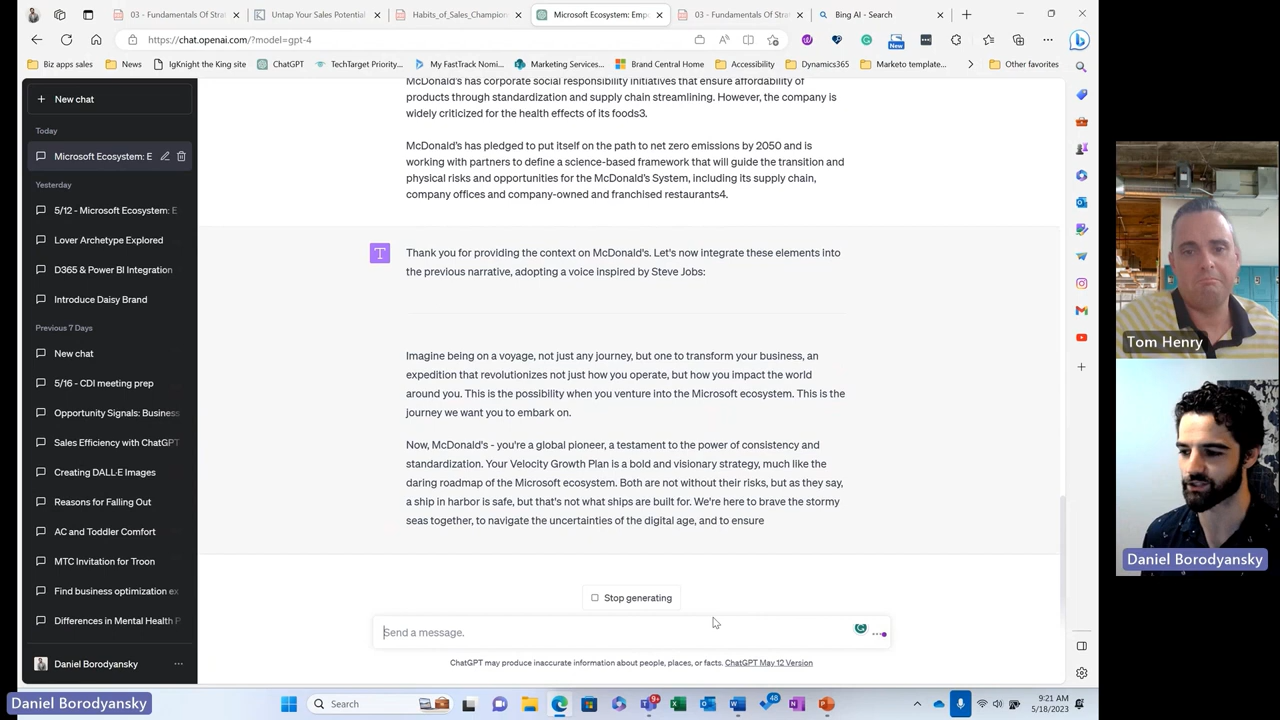 03 - Fundamentals Of Stra
Untap Your Sales Potential
Habits_of_Sales_Champion
Microsoft Ecosystem: Emp
03 - Fundamentals Of Stra
Bing AI - Search
https://chat.openai.com/?model=gpt-4
New
Biz apps sales
News
IgKnight the King site
ChatGPT
TechTarget Priority...
My FastTrack Nomi...
Marketing Services...
Brand Central Home
Accessibility
Dynamics365
Marketo template...
Other favorites
New chat
Today
Microsoft Ecosystem: E
Yesterday
5/12 - Microsoft Ecosystem: E
Lover Archetype Explored
D365 & Power BI Integration
Introduce Daisy Brand
Previous 7 Days
New chat
5/16 - CDI meeting prep
Opportunity Signals: Business
Sales Efficiency with ChatGPT
Creating DALL·E Images
Reasons for Falling Out
AC and Toddler Comfort
MTC Invitation for Troon
Find business optimization ex
Differences in Mental Health P
Daniel Borodyansky
McDonald's has corporate social responsibility initiatives that ensure affordability of
products through standardization and supply chain streamlining. However, the company is
widely criticized for the health effects of its foods3.
McDonald's has pledged to put itself on the path to net zero emissions by 2050 and is
working with partners to define a science-based framework that will guide the transition and
physical risks and opportunities for the McDonald's System, including its supply chain,
company offices and company-owned and franchised restaurants4.
T
Thank you for providing the context on McDonald's. Let's now integrate these elements into
the previous narrative, adopting a voice inspired by Steve Jobs:
Imagine being on a voyage, not just any journey, but one to transform your business, an
expedition that revolutionizes not just how you operate, but how you impact the world
around you. This is the possibility when you venture into the Microsoft ecosystem. This is the
journey we want you to embark on.
Now, McDonald's - you're a global pioneer, a testament to the power of consistency and
standardization. Your Velocity Growth Plan is a bold and visionary strategy, much like the
daring roadmap of the Microsoft ecosystem. Both are not without their risks, but as they say,
a ship in harbor is safe, but that's not what ships are built for. We're here to brave the stormy
seas together, to navigate the uncertainties of the digital age, and to ensure
Stop generating
Send a message.
ChatGPT may produce inaccurate information about people, places, or facts. ChatGPT May 12 Version
Tom Henry
Daniel Borodyansky
Daniel Borodyansky
Search
9+
48
9:21 AM
5/18/2023